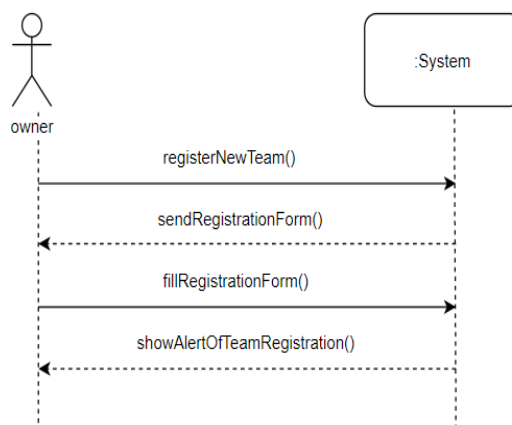 :System
owner
registerNewTeam()
sendRegistrationForm()
fillRegistrationForm()
showAlertOfTeamRegistration()